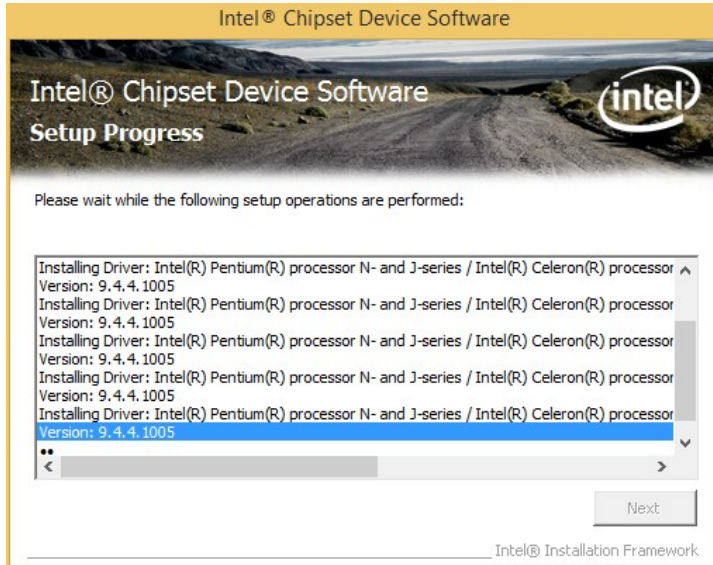 Intel® Chipset Device Software
Intel® Chipset Device Software
Setup Progress
intel
Please wait while the following setup operations are performed:
Installing Driver: Intel(R) Pentium(R) processor N- and J-series / Intel(R) Celeron(R) processor
Version: 9.4.4.1005
Installing Driver: Intel(R) Pentium(R) processor N- and J-series / Intel(R) Celeron(R) processor
Version: 9.4.4.1005
Installing Driver: Intel(R) Pentium(R) processor N- and J-series / Intel(R) Celeron(R) processor
Version: 9.4.4.1005
Installing Driver: Intel(R) Pentium(R) processor N- and J-series / Intel(R) Celeron(R) processor
Version: 9.4.4.1005
Installing Driver: Intel(R) Pentium(R) processor N- and J-series / Intel(R) Celeron(R) processor
Version: 9.4.4.1005
Next
Intel® Installation Framework